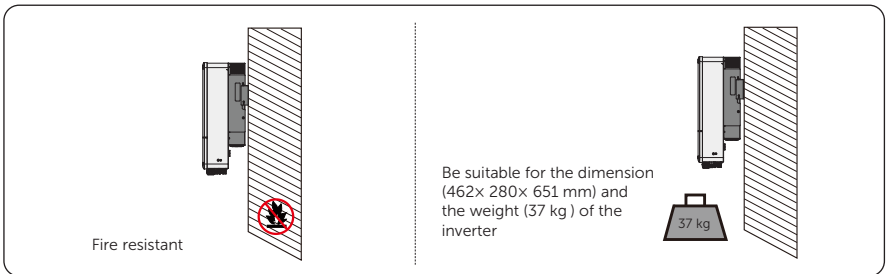 Fire resistant
Be suitable for the dimension
(462× 280× 651 mm) and
the weight (37 kg ) of the
inverter
37 kg